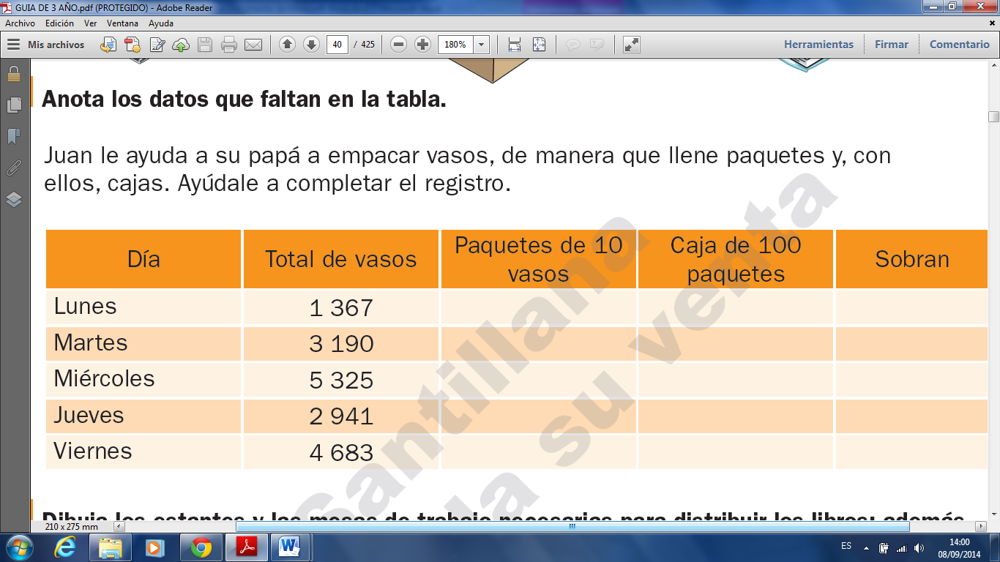 GUIA DE 3 AÑO.pdf (PROTEGIDO) - Adobe Reader
Archivo Edición Ver Ventana Ayuda
Mis archivos 40 / 425 180% Herramientas Firmar Comentario
Anota los datos que faltan en la tabla.
Juan le ayuda a su papá a empacar vasos, de manera que llene paquetes y, con
ellos, cajas. Ayúdale a completar el registro.
Día Total de vasos Paquetes de 10 vasos Caja de 100 paquetes Sobran
Lunes 1 367
Martes 3 190
Miércoles 5 325
Jueves 2 941
Viernes 4 683
Santillana
su venta
Dibuja los estantes y las mesas de trabajo necesarias para distribuir los libros; además
210 x 275 mm
ES 14:00
08/09/2014